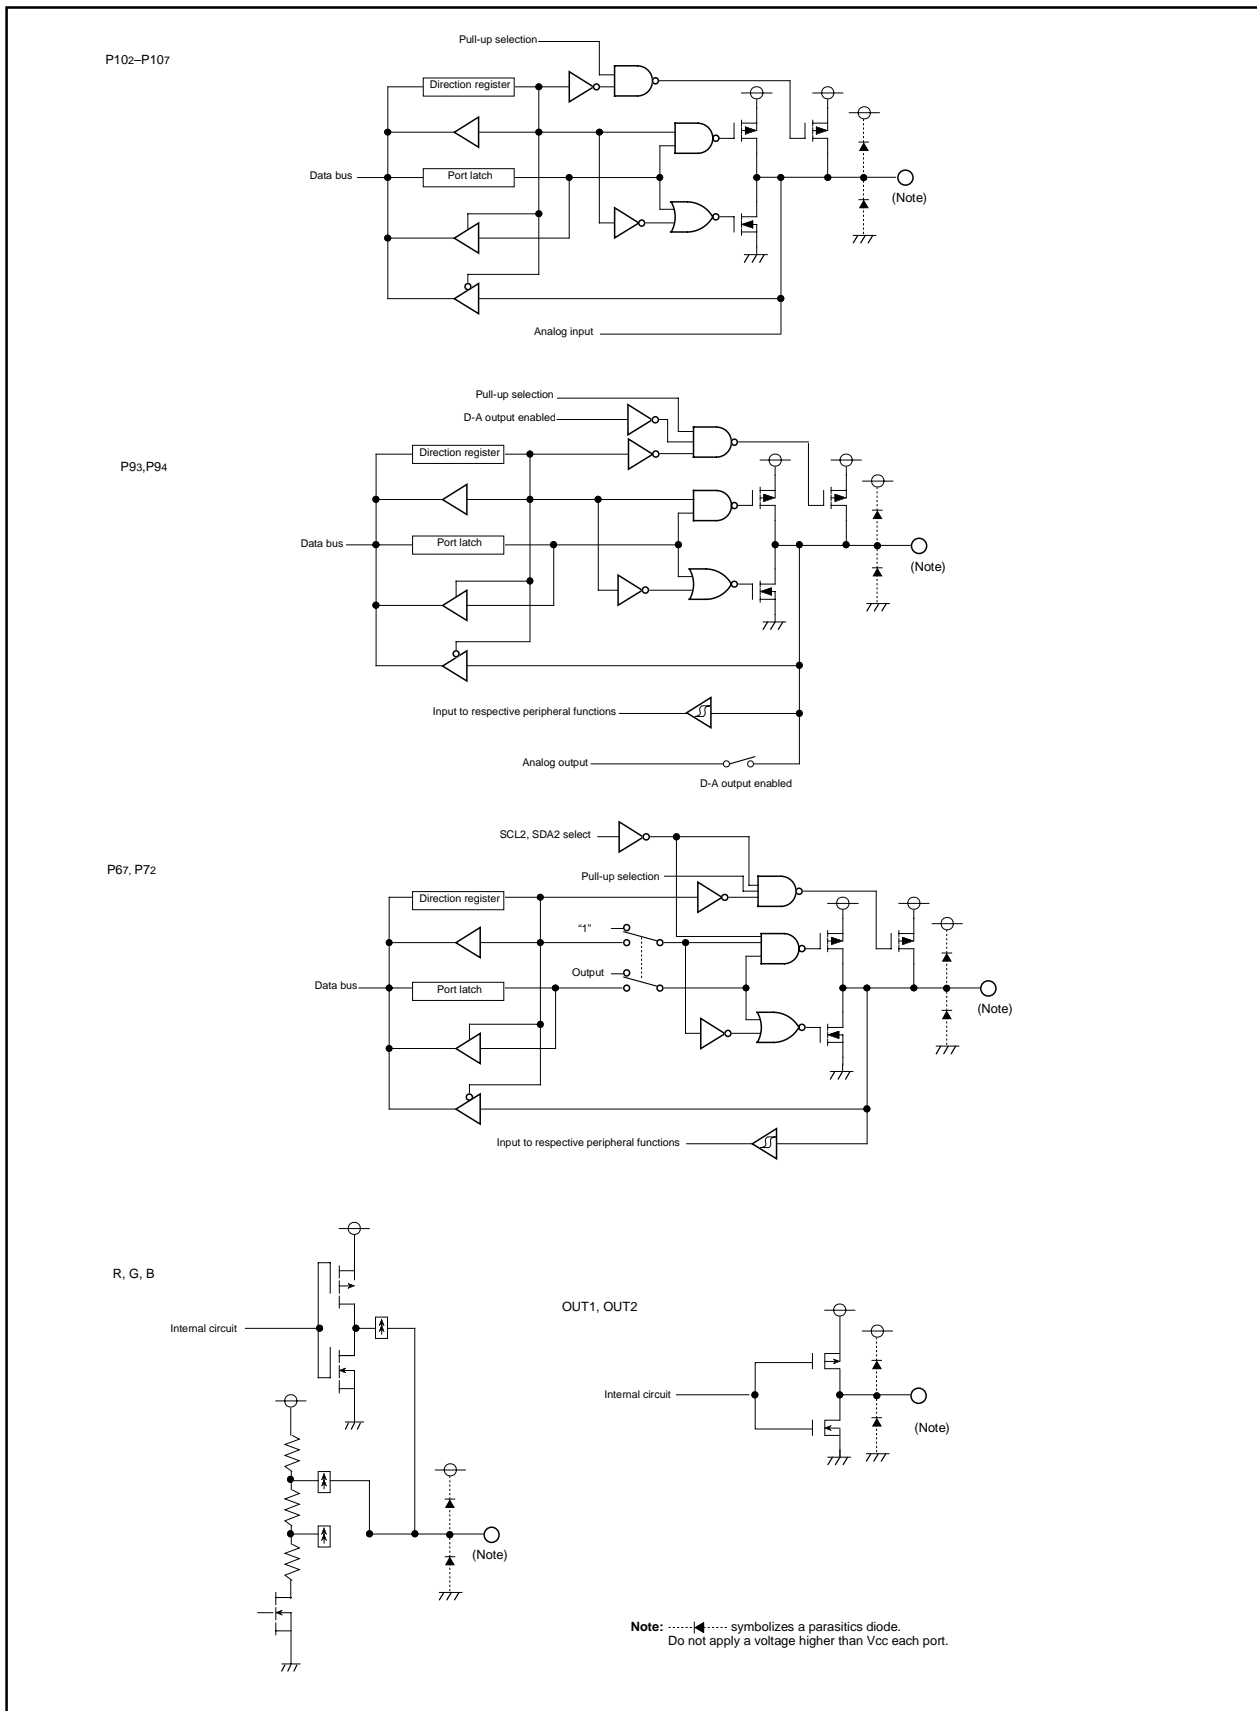 Pull-up selection
P102–P107
Direction register
Data bus
Port latch
(Note)
Analog input
Pull-up selection
D-A output enabled
Direction register
P93,P94
Data bus
Port latch
(Note)
Input to respective peripheral functions
Analog output
D-A output enabled
SCL2, SDA2 select
P67, P72
Pull-up selection
Direction register
“1”
Output
Data bus
Port latch
(Note)
Input to respective peripheral functions
R, G, B
OUT1, OUT2
Internal circuit
Internal circuit
(Note)
(Note)
Note: symbolizes a parasitics diode.
Do not apply a voltage higher than Vcc each port.